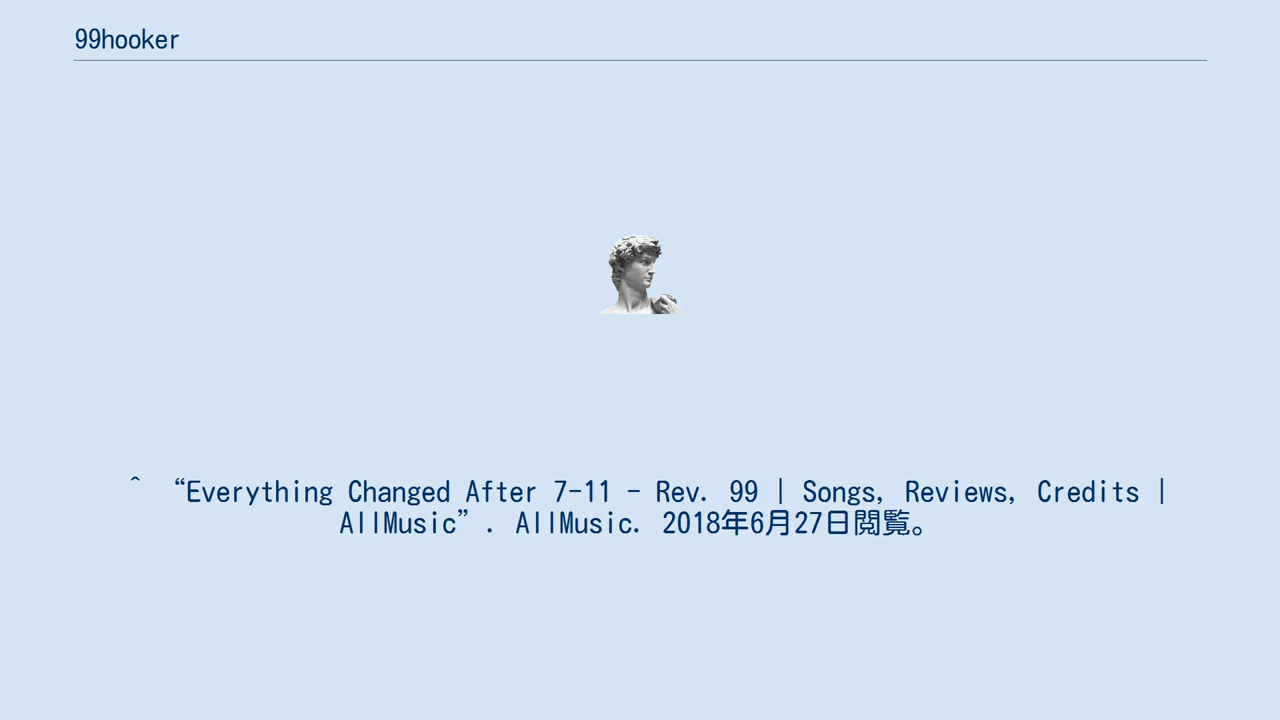 99hooker
^ “Everything Changed After 7-11 - Rev. 99 | Songs, Reviews, Credits |
AllMusic”. AllMusic. 2018年6月27日閲覧。